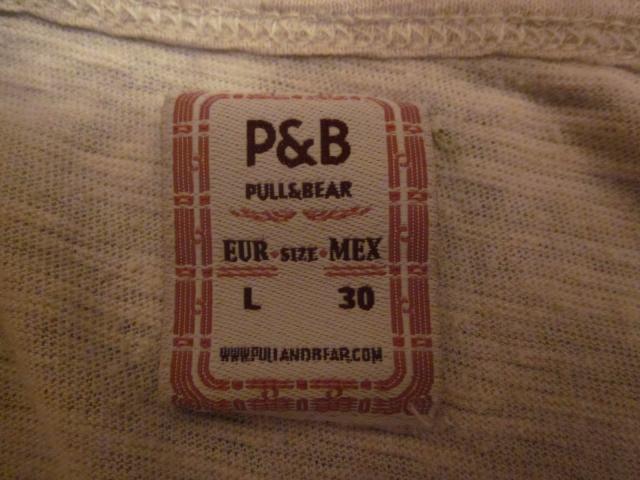 P&B
PULL&BEAR
EUR·SIZE·MEX
L 30
WWW.PULLANDBEAR.COM